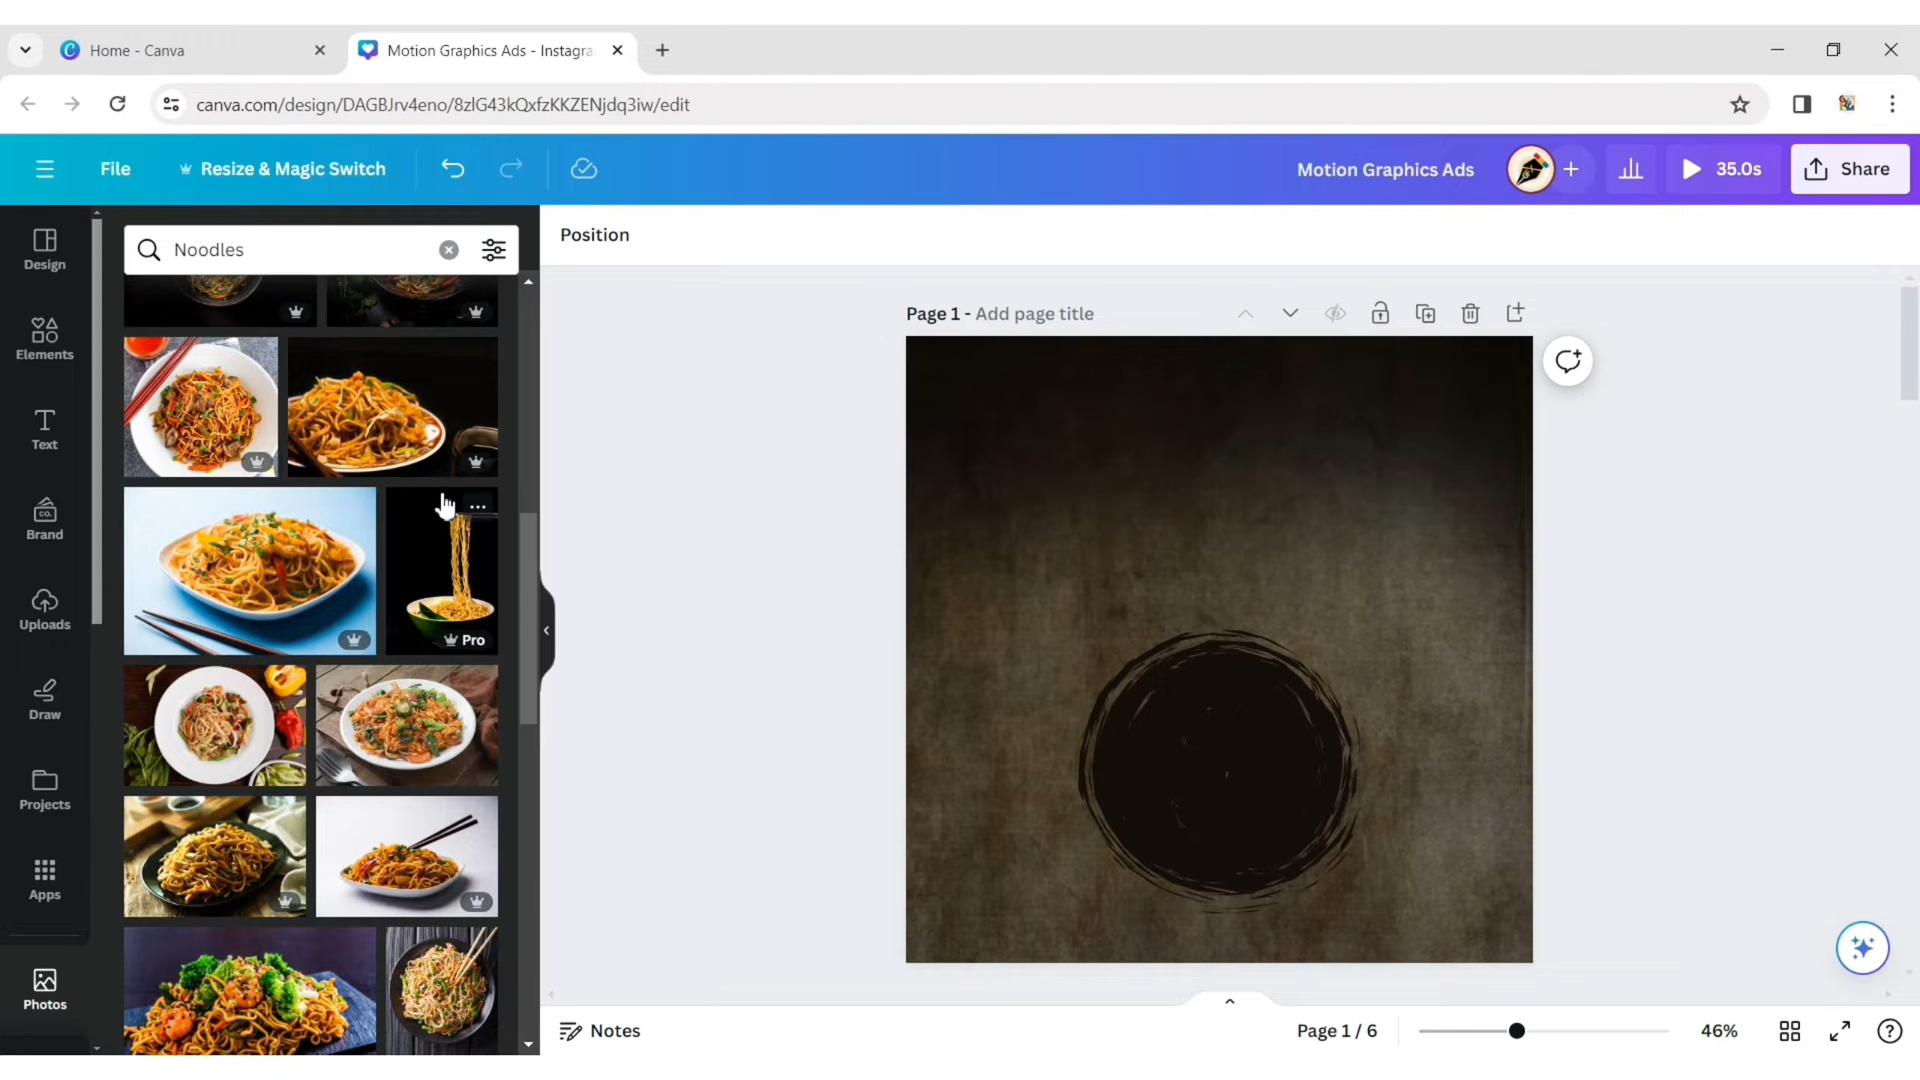 Home - Canva
Motion Graphics Ads - Instagra
canva.com/design/DAGBJrv4eno/8zlG43kQxfzKKZENjdq3iw/edit
File
Resize & Magic Switch
Motion Graphics Ads
35.0s
Share
Design
Elements
Text
CO.
Brand
Uploads
Draw
Projects
Apps
Photos
Noodles
Pro
Position
Page 1 - Add page title
Notes
Page 1 / 6
46%